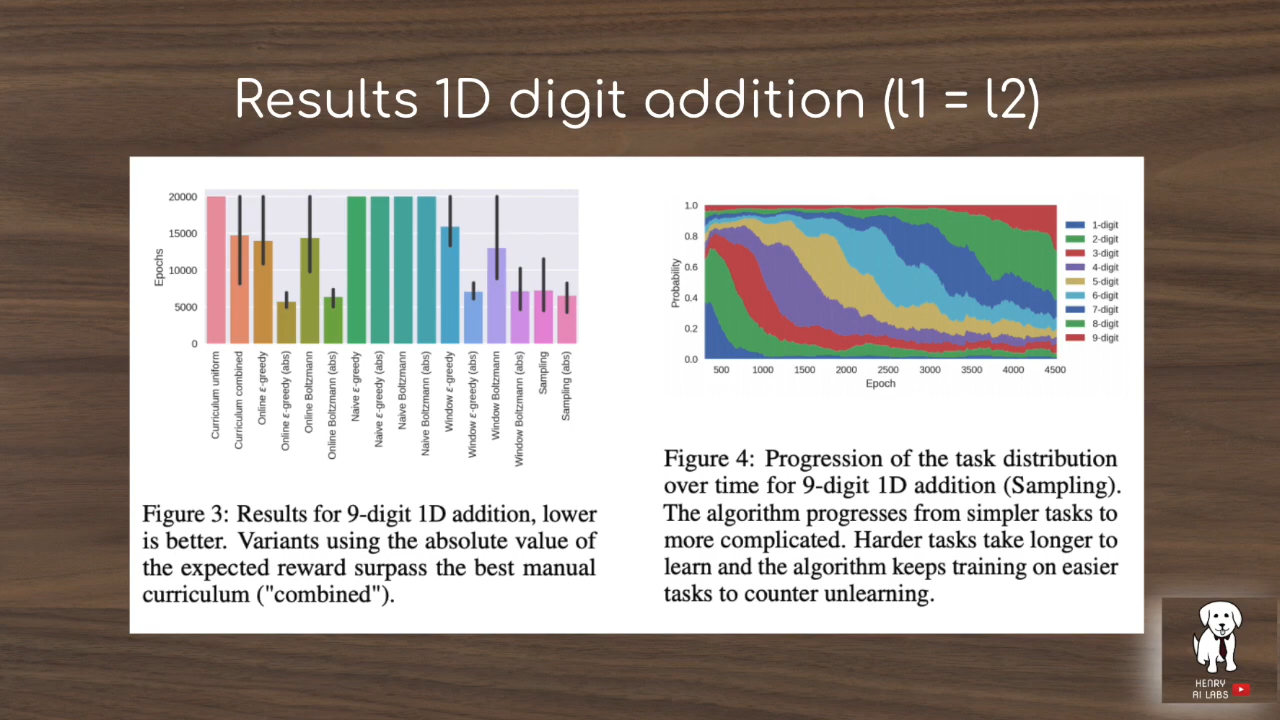 Results 1D digit addition (l1 = l2)
20000
15000
10000
5000
0
Epochs
Curriculum uniform
Curriculum combined
Online ε-greedy
Online ε-greedy (abs)
Online Boltzmann
Online Boltzmann (abs)
Naive ε-greedy
Naive ε-greedy (abs)
Naive Boltzmann
Naive Boltzmann (abs)
Window ε-greedy
Window ε-greedy (abs)
Window Boltzmann
Window Boltzmann (abs)
Sampling
Sampling (abs)
Figure 3: Results for 9-digit 1D addition, lower
is better. Variants using the absolute value of
the expected reward surpass the best manual
curriculum ("combined").
1.0
0.8
0.6
0.4
0.2
0.0
Probability
500 1000 1500 2000 2500 3000 3500 4000 4500
Epoch
1-digit
2-digit
3-digit
4-digit
5-digit
6-digit
7-digit
8-digit
9-digit
Figure 4: Progression of the task distribution
over time for 9-digit 1D addition (Sampling).
The algorithm progresses from simpler tasks to
more complicated. Harder tasks take longer to
learn and the algorithm keeps training on easier
tasks to counter unlearning.
HENRY
AI LABS